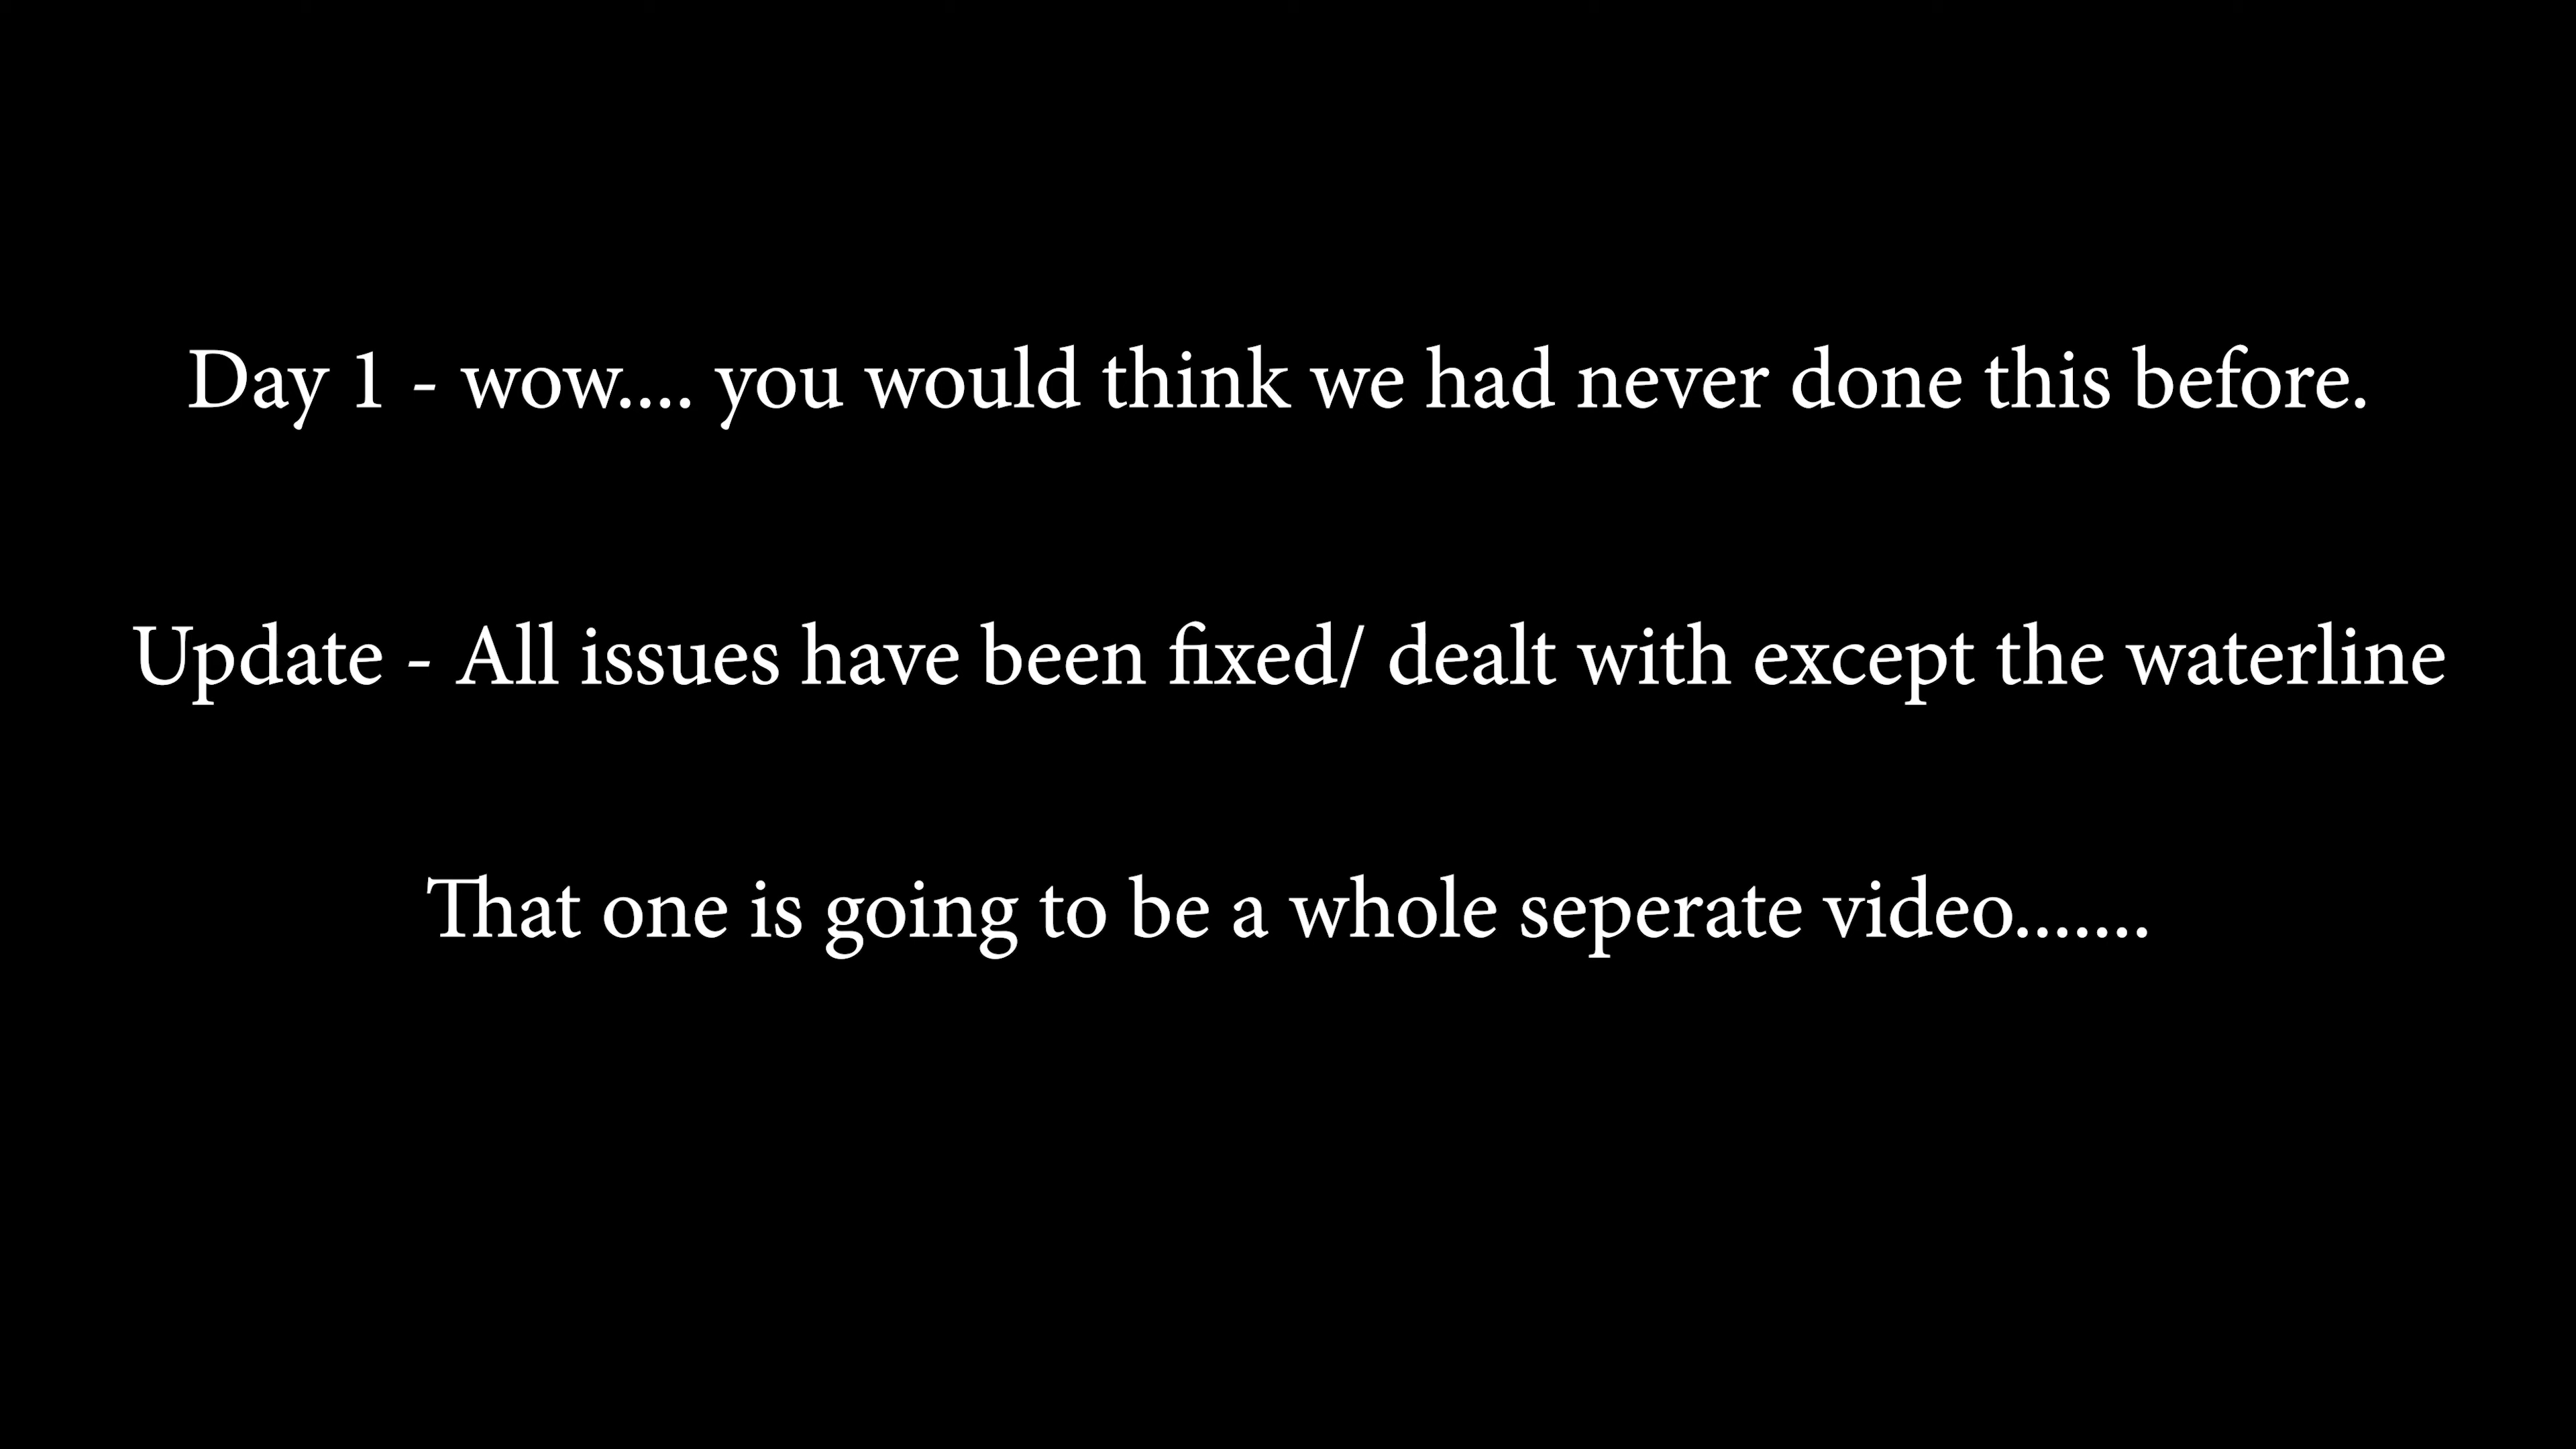 Day 1 - wow.... you would think we had never done this before.
Update - All issues have been fixed/ dealt with except the waterline
That one is going to be a whole seperate video.......